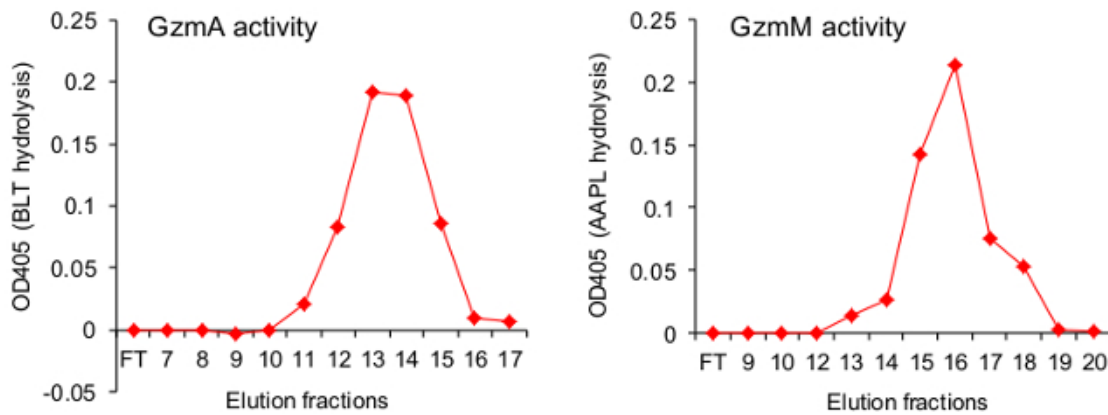 GzmA activity
OD405 (BLT hydrolysis)
0.25
0.2
0.15
0.1
0.05
0
-0.05
FT 7 8 9 10 11 12 13 14 15 16 17
Elution fractions
GzmM activity
OD405 (AAPL hydrolysis)
0.25
0.2
0.15
0.1
0.05
0
FT 9 10 12 13 14 15 16 17 18 19 20
Elution fractions